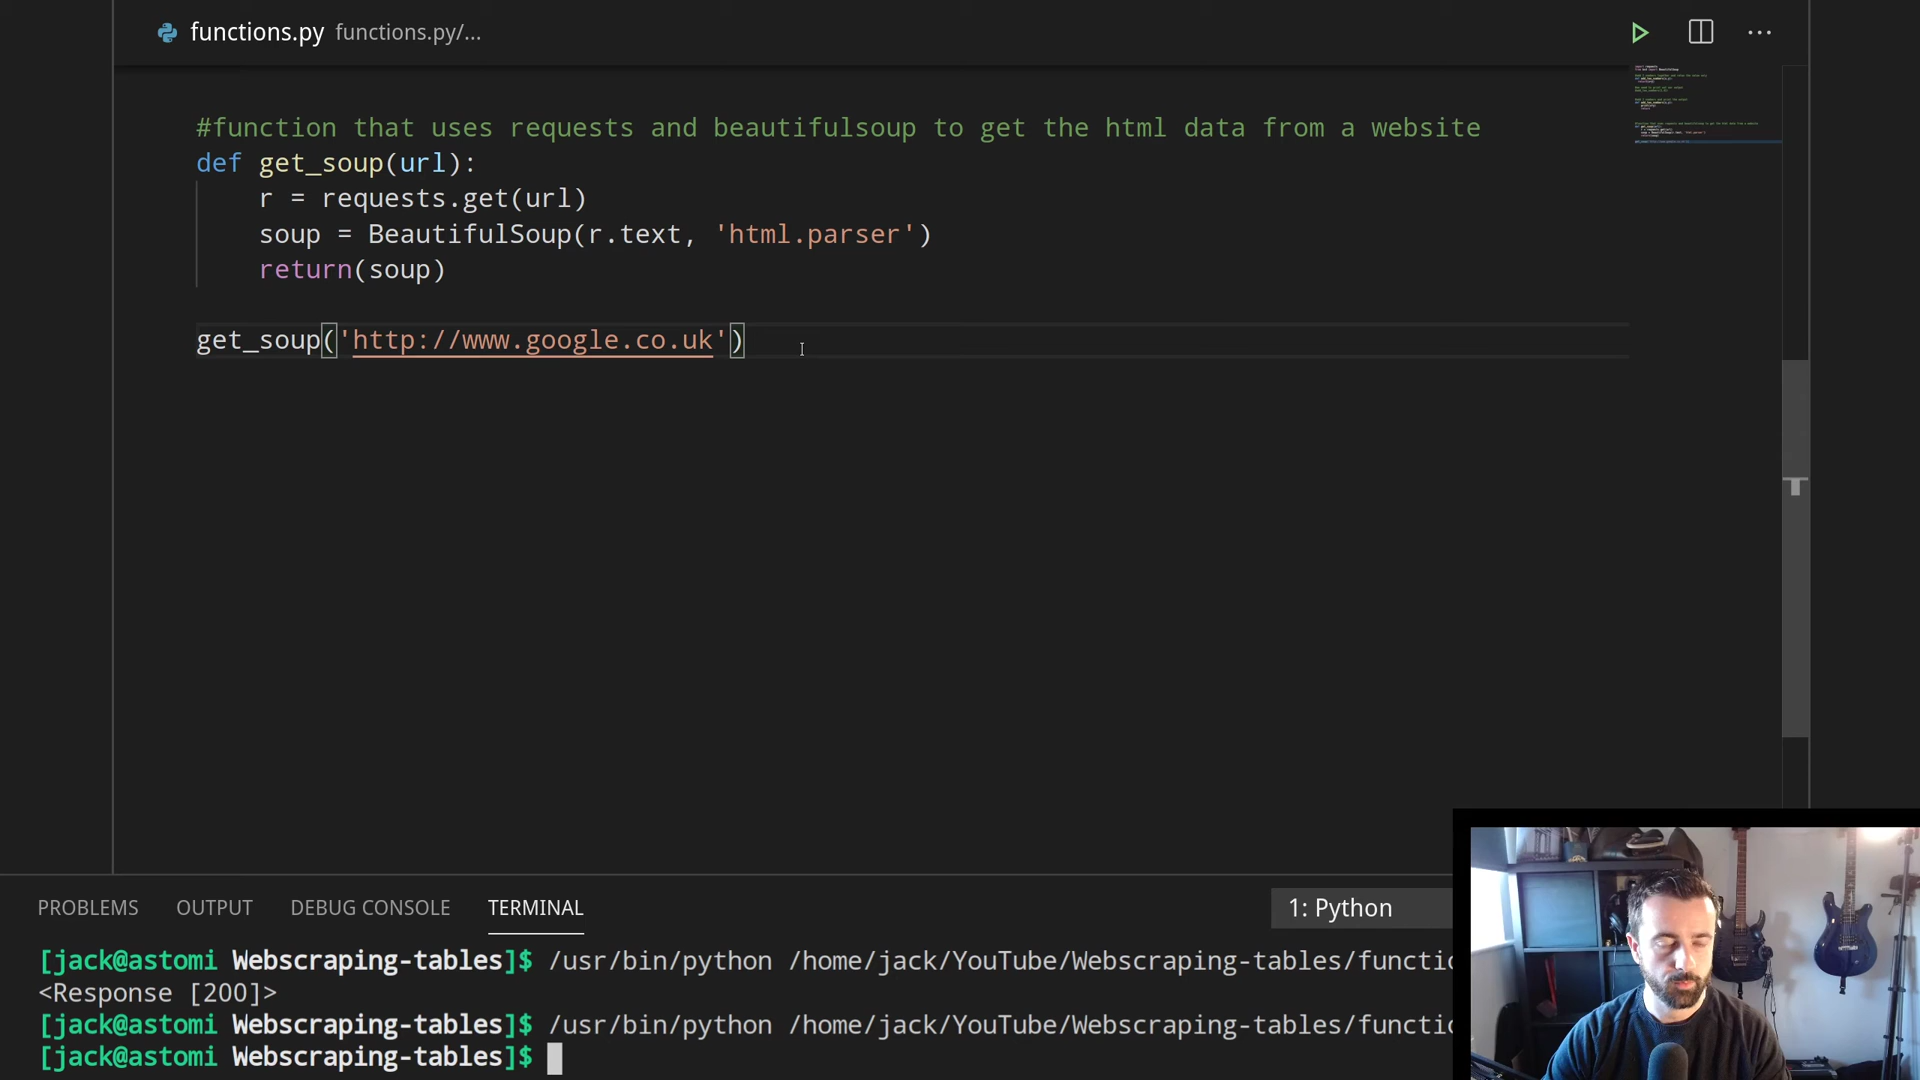 functions.py functions.py/...
#function that uses requests and beautifulsoup to get the html data from a website
def get_soup(url):
r = requests.get(url)
soup = BeautifulSoup(r.text, 'html.parser')
return(soup)
get_soup('http://www.google.co.uk')
PROBLEMS OUTPUT DEBUG CONSOLE TERMINAL 1: Python
[jack@astomi Webscraping-tables]$ /usr/bin/python /home/jack/YouTube/Webscraping-tables/functio
<Response [200]>
[jack@astomi Webscraping-tables]$ /usr/bin/python /home/jack/YouTube/Webscraping-tables/functio
[jack@astomi Webscraping-tables]$